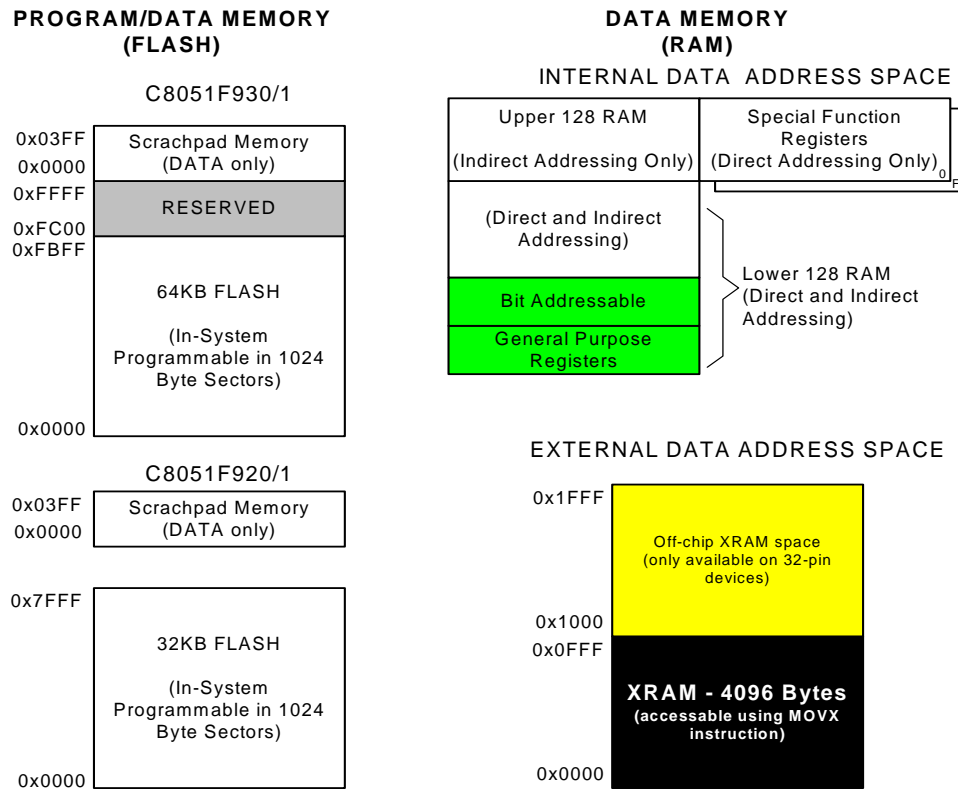 PROGRAM/DATA MEMORY
(FLASH)
C8051F930/1
0x03FF
Scrachpad Memory
(DATA only)
0x0000
0xFFFF
RESERVED
0xFC00
0xFBFF
64KB FLASH
(In-System
Programmable in 1024
Byte Sectors)
0x0000
C8051F920/1
0x03FF
Scrachpad Memory
(DATA only)
0x0000
0x7FFF
32KB FLASH
(In-System
Programmable in 1024
Byte Sectors)
0x0000
DATA MEMORY
(RAM)
INTERNAL DATA ADDRESS SPACE
Upper 128 RAM
(Indirect Addressing Only)
Special Function
Registers
(Direct Addressing Only)
0
F
(Direct and Indirect
Addressing)
Bit Addressable
General Purpose
Registers
Lower 128 RAM
(Direct and Indirect
Addressing)
EXTERNAL DATA ADDRESS SPACE
0x1FFF
Off-chip XRAM space
(only available on 32-pin
devices)
0x1000
0x0FFF
XRAM - 4096 Bytes
(accessable using MOVX
instruction)
0x0000